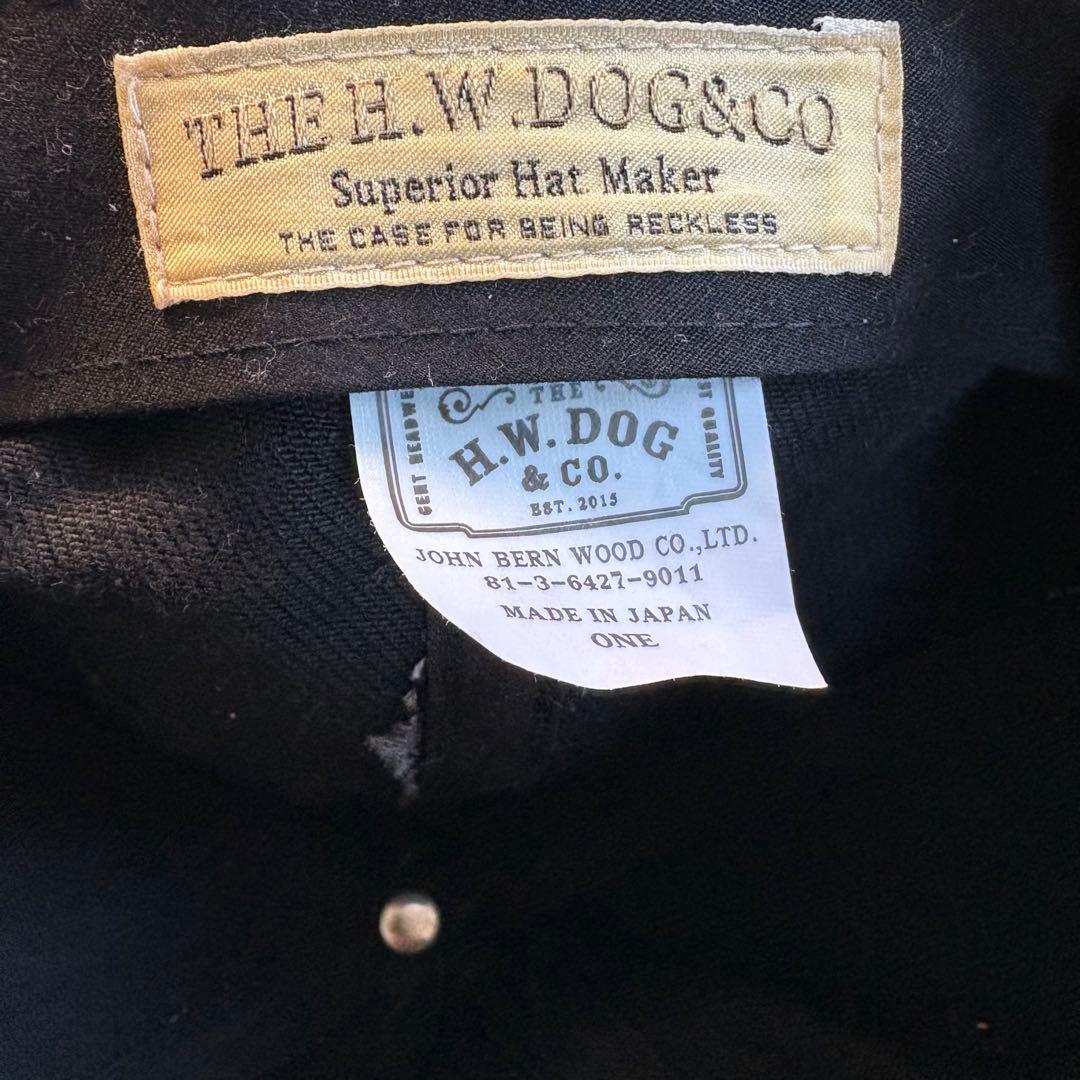 THE H.W.DOG&CO
Superior Hat Maker
THE CASE FOR BEING RECKLESS
THE
H.W. DOG
& CO.
EST. 2015
QUALITY
JOHN BERN WOOD CO.,LTD.
81-3-6427-9011
MADE IN JAPAN
ONE